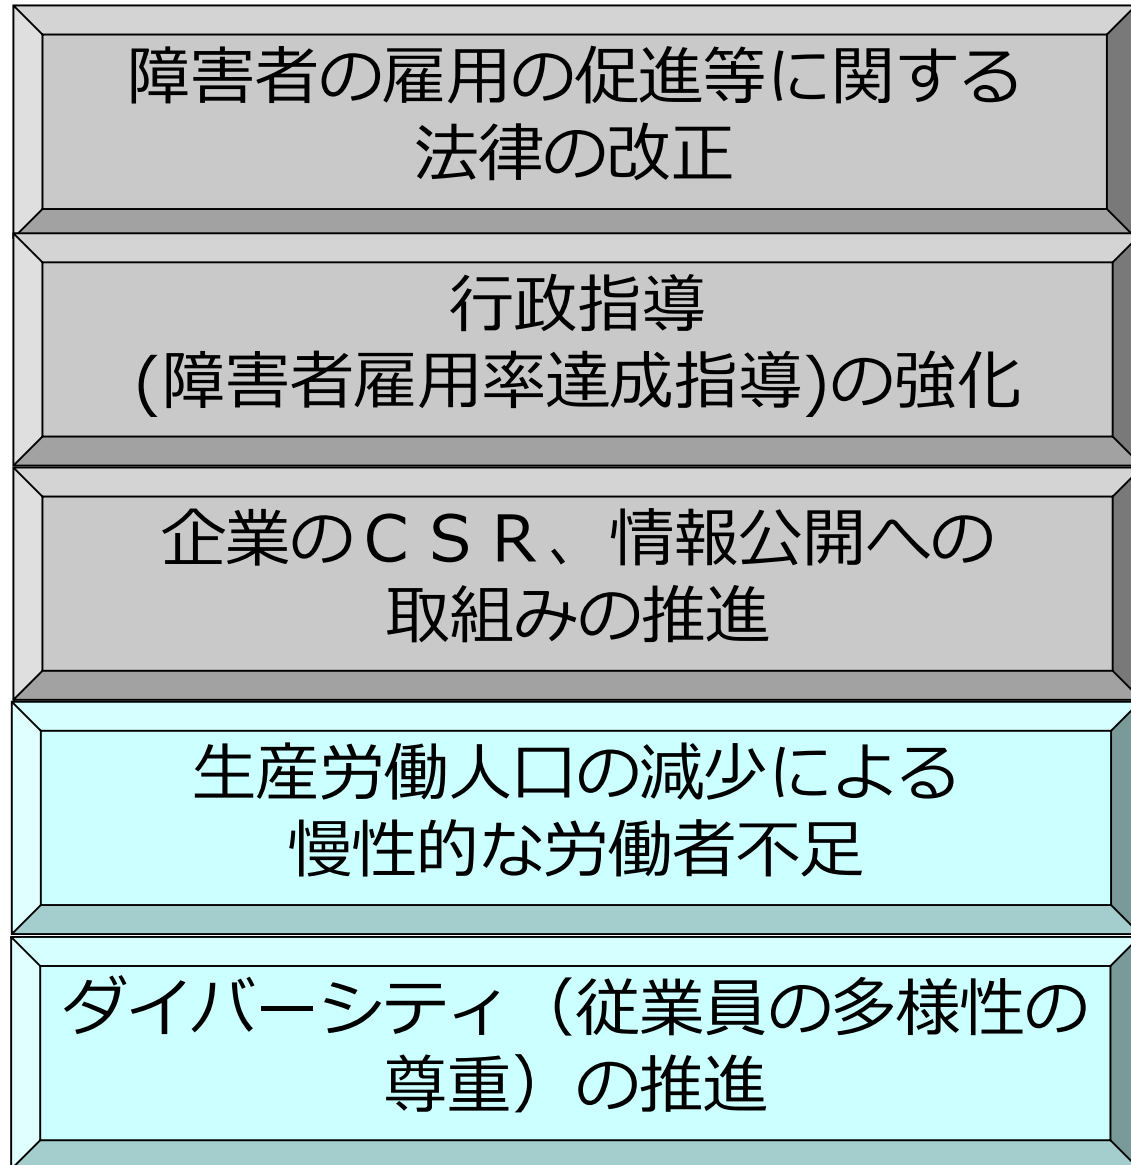 障害者の雇用の促進等に関する
法律の改正
行政指導
(障害者雇用率達成指導)の強化
企業のＣＳＲ、情報公開への
取組みの推進
生産労働人口の減少による
慢性的な労働者不足
ダイバーシティ（従業員の多様性の
尊重）の推進